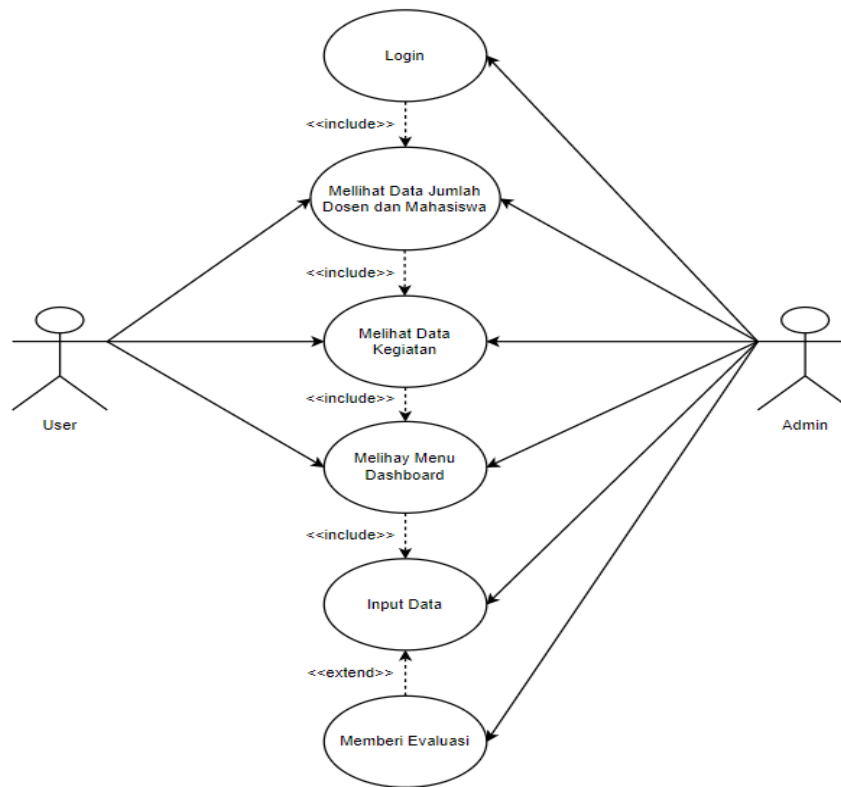 Login
<<include>>
Mellihat Data Jumlah
Dosen dan Mahasiswa
<<include>>
Melihat Data
Kegiatan
User
Admin
<<include>>
Melihay Menu
Dashboard
<<include>>
Input Data
<<extend>>
Memberi Evaluasi